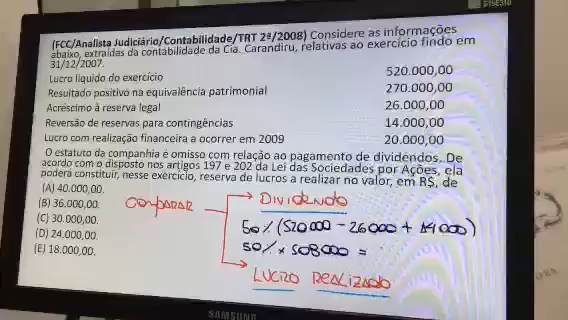 (FCC/Analista Judiciário/Contabilidade/TRT 2ª/2008) Considere as informações
abaixo, extraídas da contabilidade da Cia. Carandiru, relativas ao exercício findo em
31/12/2007.
Lucro líquido do exercício 520.000,00
Resultado positivo na equivalência patrimonial 270.000,00
Acréscimo à reserva legal 26.000,00
Reversão de reservas para contingências 14.000,00
Lucro com realização financeira a ocorrer em 2009 20.000,00
O estatuto da companhia é omisso com relação ao pagamento de dividendos. De
acordo com o disposto nos artigos 197 e 202 da Lei das Sociedades por Ações, ela
poderá constituir, nesse exercício, reserva de lucros a realizar no valor, em R$, de
(A) 40.000,00.
(B) 36.000,00.
(C) 30.000,00.
(D) 24.000,00.
(E) 18.000,00.
COMPARAR
DIVIDENDO
50% (520000 - 26000 + 14000)
50% x 508000 =
LUCRO REALIZADO
SAMSUNG